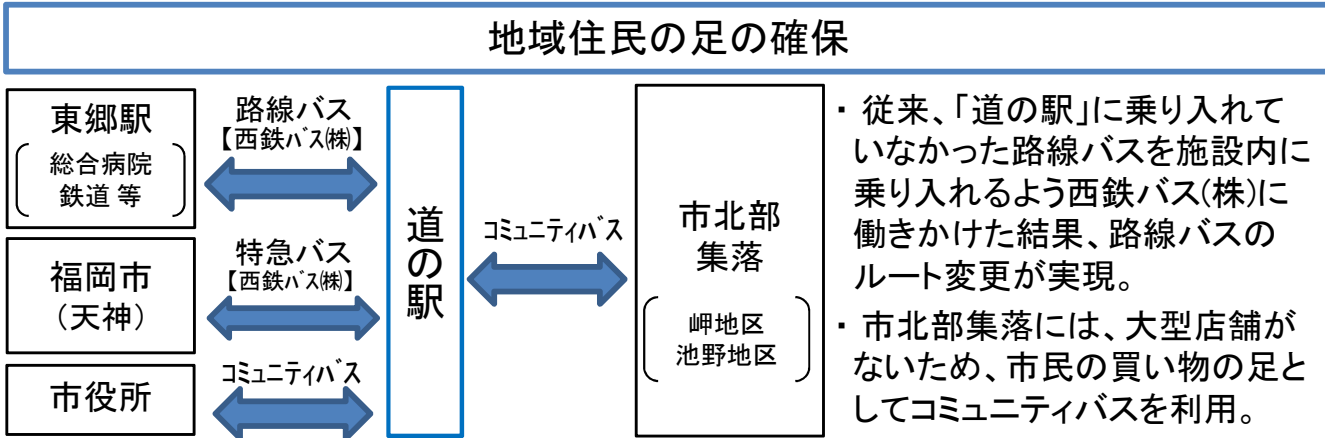 地域住民の足の確保
東郷駅
総合病院
鉄道 等
路線バス
【西鉄ﾊﾞｽ㈱】
福岡市
（天神）
特急バス
【西鉄ﾊﾞｽ㈱】
市役所
ｺﾐｭﾆﾃｨﾊﾞｽ
道の駅
ｺﾐｭﾆﾃｨﾊﾞｽ
市北部
集落
岬地区
池野地区
・ 従来、「道の駅」に乗り入れて
いなかった路線バスを施設内に
乗り入れるよう西鉄バス(株)に
働きかけた結果、路線バスの
ルート変更が実現。
・ 市北部集落には、大型店舗が
ないため、市民の買い物の足と
してコミュニティバスを利用。